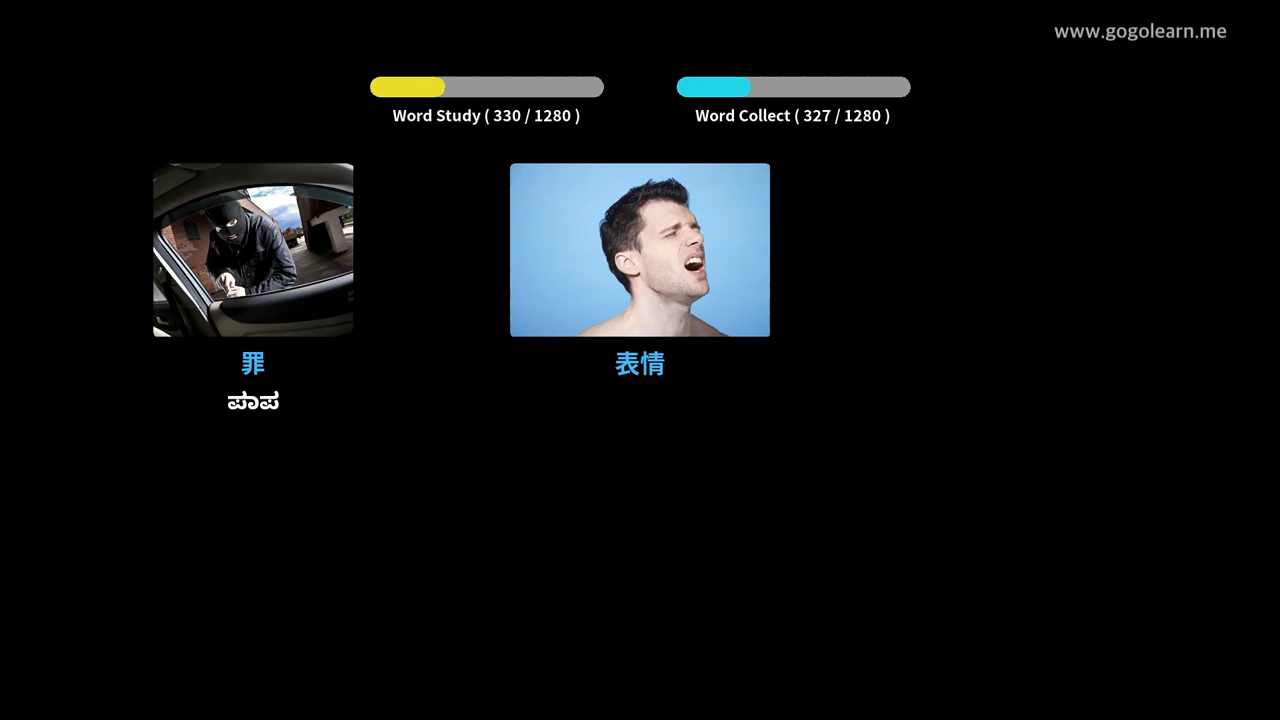 www.gogolearn.me
Word Study ( 330 / 1280 )
Word Collect ( 327 / 1280 )
罪
ಪಾಪ
表情